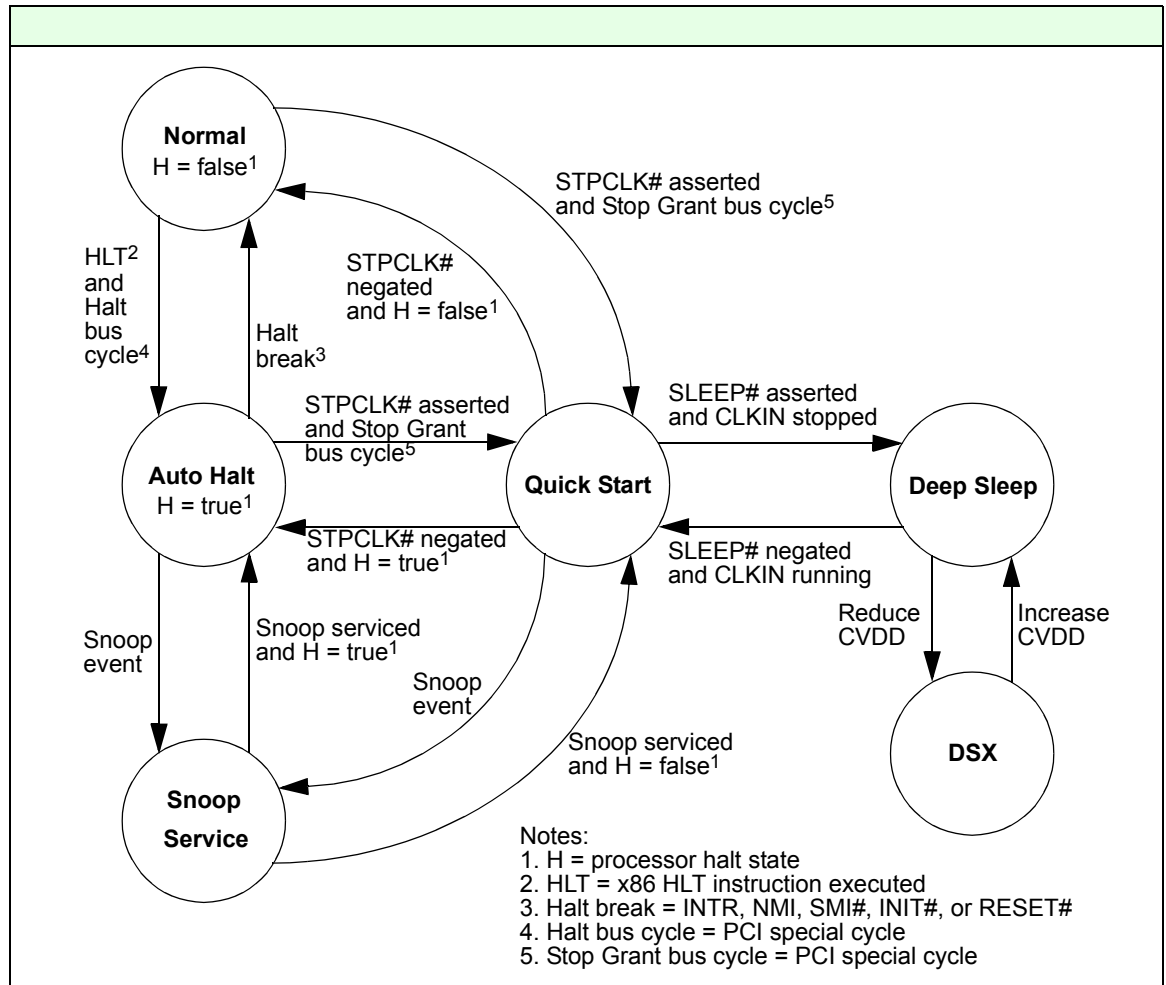 Normal
H = false1
STPCLK# asserted
and Stop Grant bus cycle5
HLT2
and
Halt
bus
cycle4
STPCLK#
negated
and H = false1
Halt
break3
STPCLK# asserted
and Stop Grant
bus cycle5
SLEEP# asserted
and CLKIN stopped
Auto Halt
H = true1
Quick Start
Deep Sleep
STPCLK# negated
and H = true1
SLEEP# negated
and CLKIN running
Reduce
CVDD
Increase
CVDD
Snoop
event
Snoop serviced
and H = true1
Snoop
event
Snoop serviced
and H = false1
DSX
Snoop
Service
Notes:
1. H = processor halt state
2. HLT = x86 HLT instruction executed
3. Halt break = INTR, NMI, SMI#, INIT#, or RESET#
4. Halt bus cycle = PCI special cycle
5. Stop Grant bus cycle = PCI special cycle